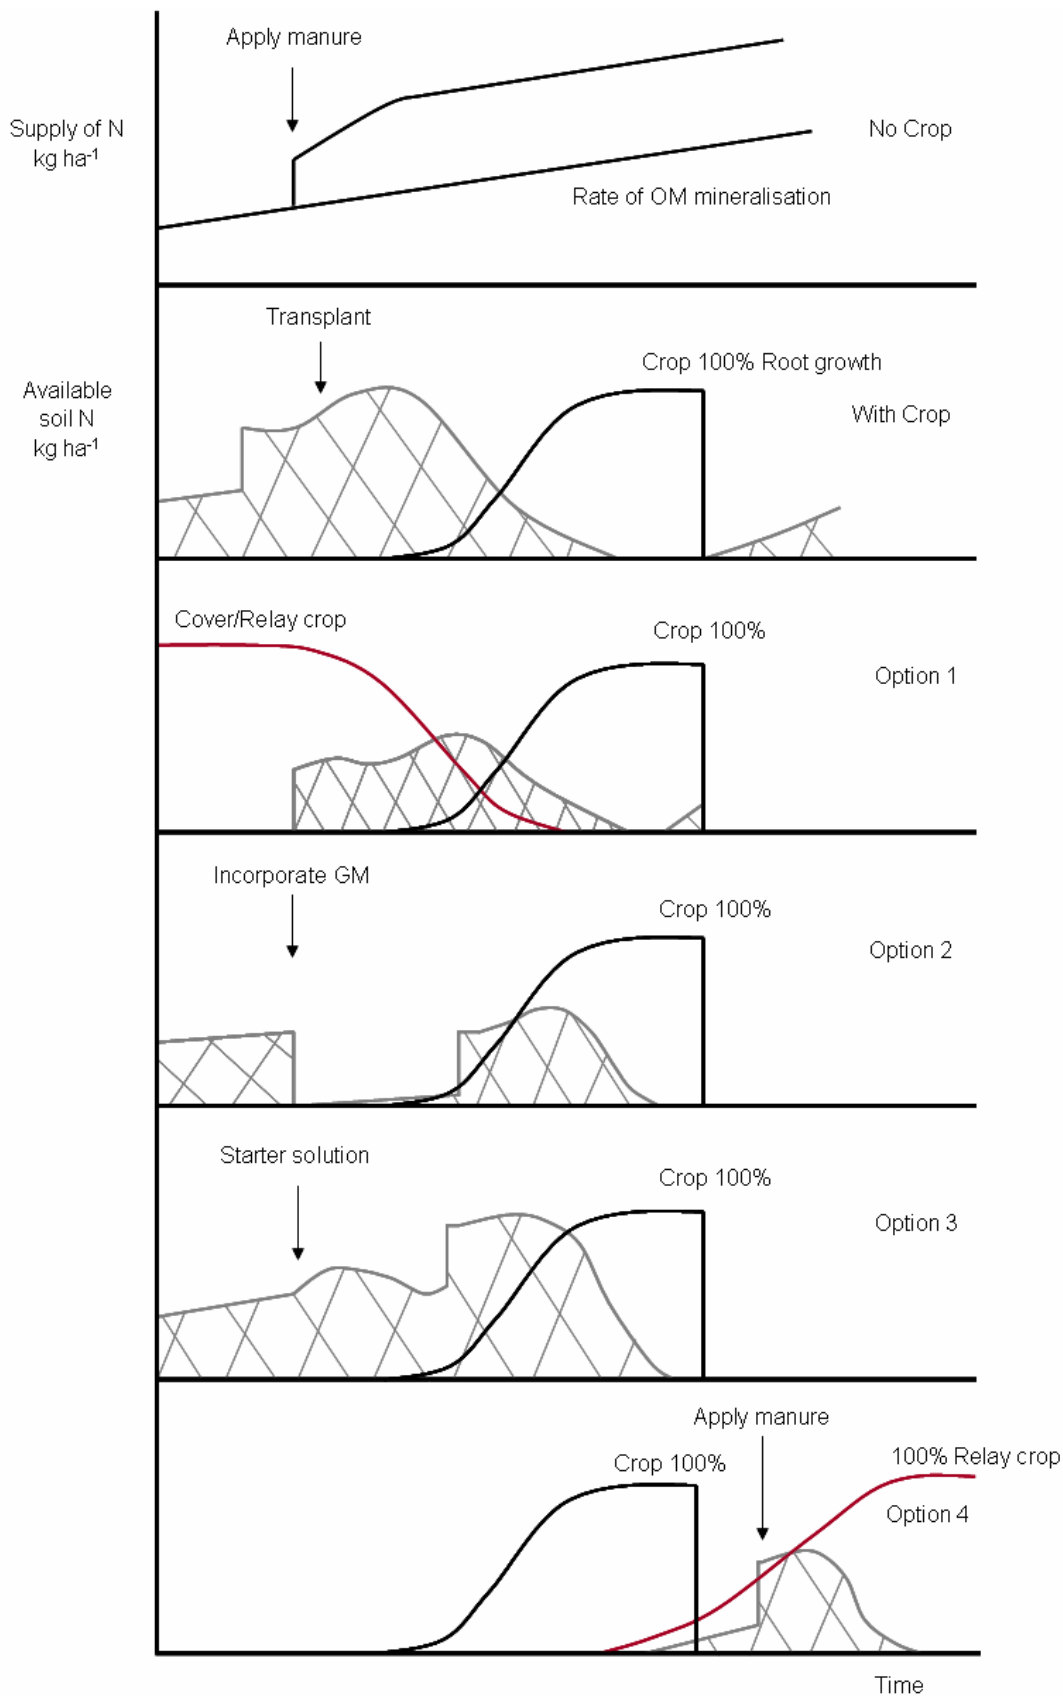 Apply manure
Supply of N
kg ha-1
No Crop
Rate of OM mineralisation
Transplant
Crop 100% Root growth
Available
soil N
kg ha-1
With Crop
Cover/Relay crop
Crop 100%
Option 1
Incorporate GM
Crop 100%
Option 2
Starter solution
Crop 100%
Option 3
Apply manure
Crop 100%
100% Relay crop
Option 4
Time